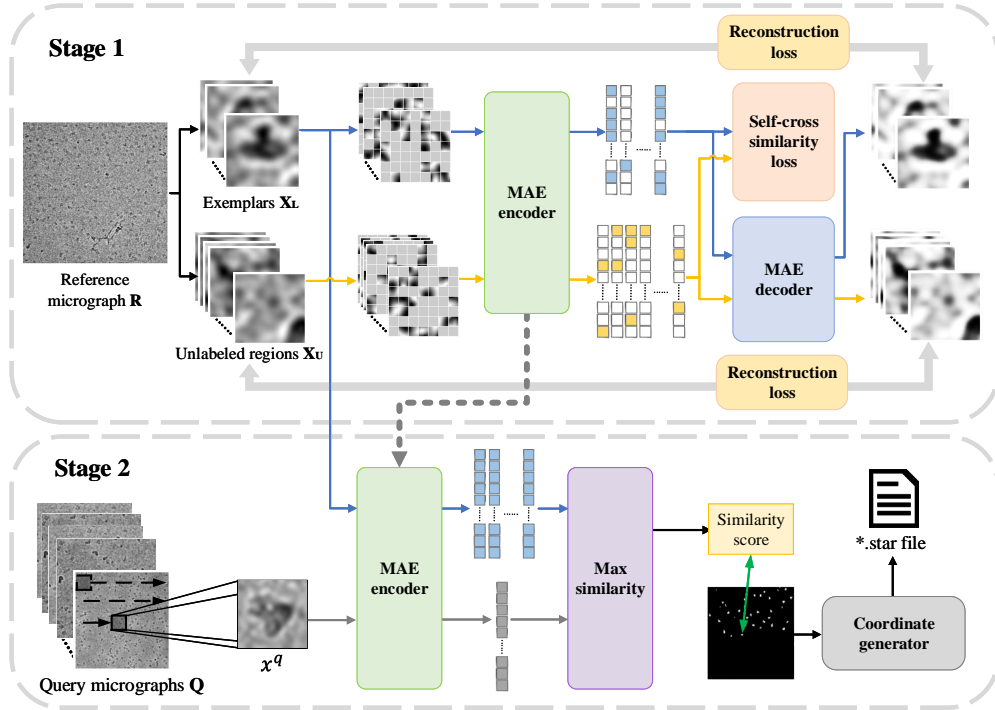 Stage 1
Reconstruction
loss
Exemplars XL
Reference
micrograph R
Unlabeled regions XU
MAE
encoder
Self-cross
similarity
loss
MAE
decoder
Reconstruction
loss
Stage 2
Query micrographs Q
x^q
MAE
encoder
Max
similarity
Similarity
score
*.star file
Coordinate
generator